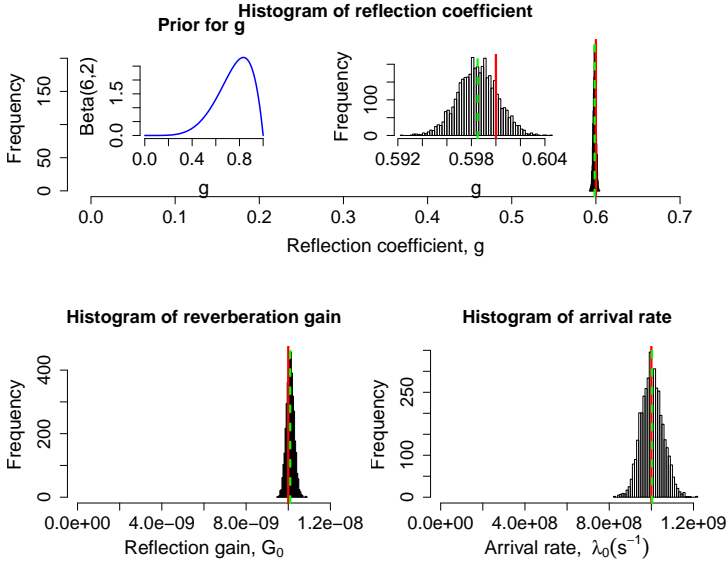 Histogram of reflection coefficient
Prior for g
Frequency
0 50 150
Beta(6,2)
0.0 1.5
0.0 0.4 0.8
g
Frequency
0 100
0.592 0.598 0.604
g
0.0 0.1 0.2 0.3 0.4 0.5 0.6 0.7
Reflection coefficient, g
Histogram of reverberation gain
Frequency
0 200 400
0.0e+00 4.0e-09 8.0e-09 1.2e-08
Reflection gain, G₀
Histogram of arrival rate
Frequency
0 100 250
0.0e+00 4.0e+08 8.0e+08 1.2e+09
Arrival rate, λ₀(s⁻¹)